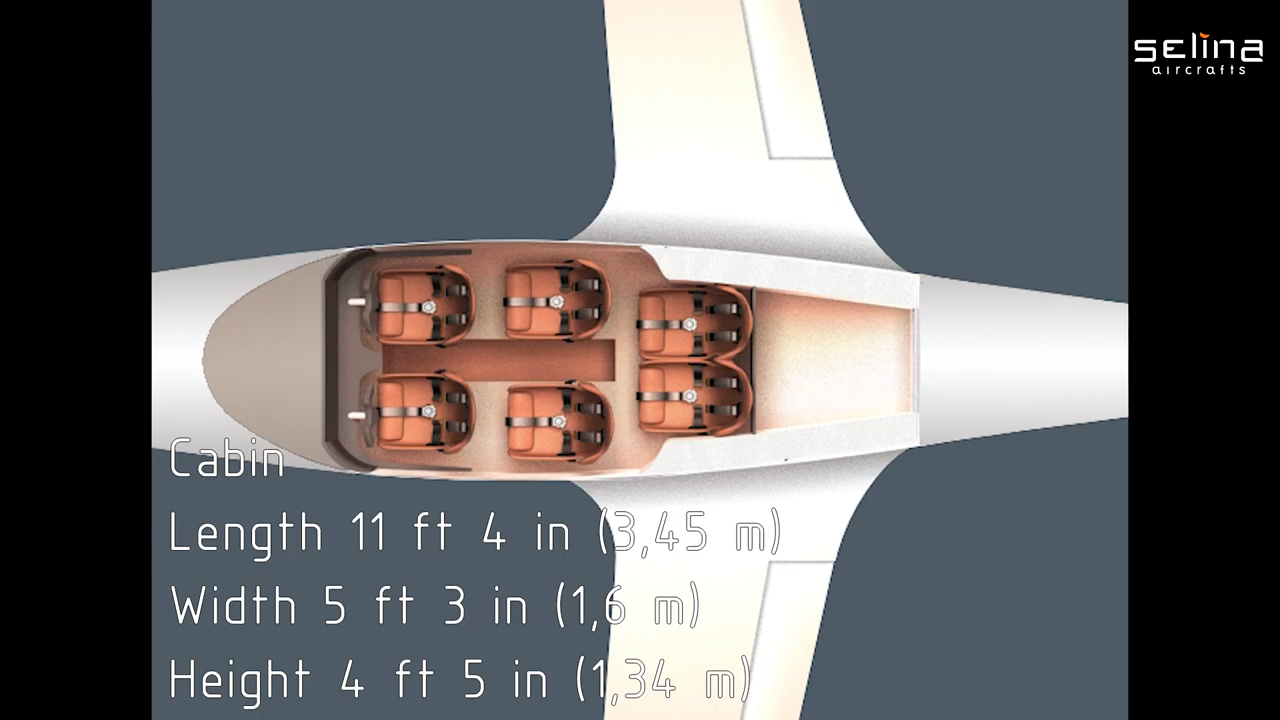 selina
aircrafts
Cabin
Length 11 ft 4 in (3,45 m)
Width 5 ft 3 in (1,6 m)
Height 4 ft 5 in (1,34 m)